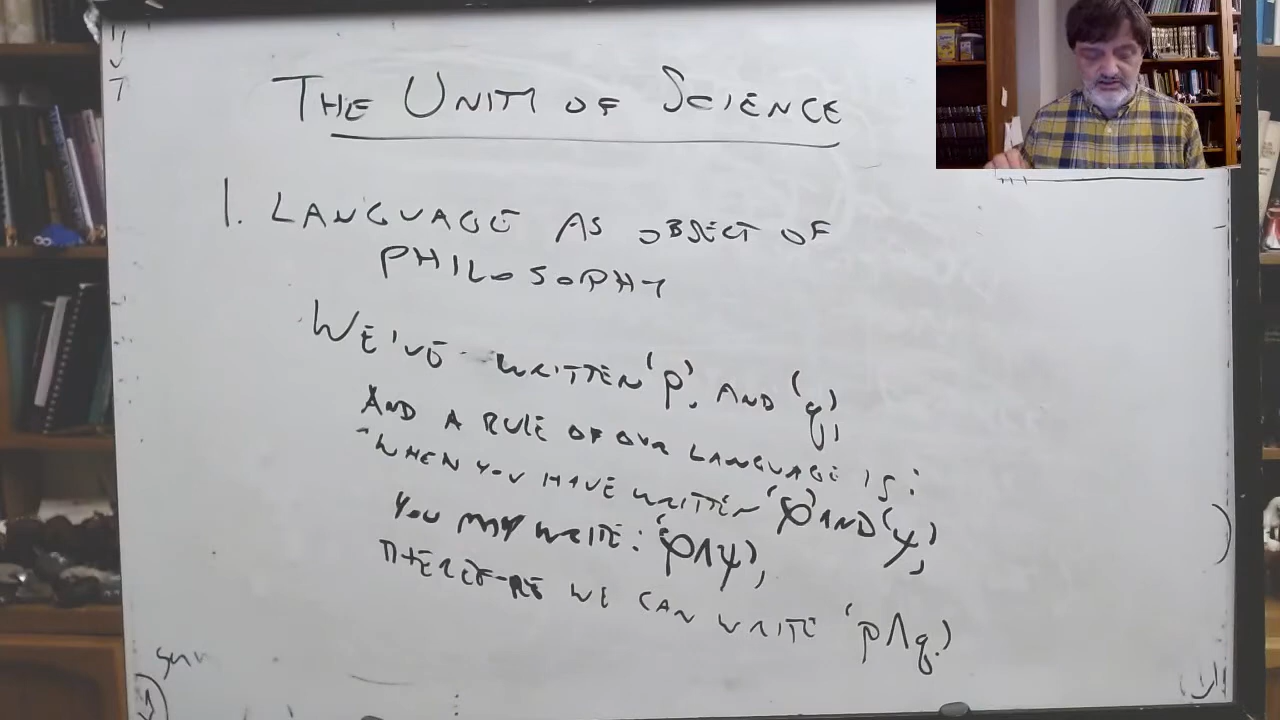 THE UNITY OF SCIENCE
1. LANGUAGE AS OBJECT OF
PHILOSOPHY
WE'VE WRITTEN 'p' AND 'q',
AND A RULE OF OUR LANGUAGE IS:
"WHEN YOU HAVE WRITTEN 'φ' AND 'ψ',
YOU MAY WRITE: 'φ∧ψ',
THEREFORE WE CAN WRITE 'p∧q.'